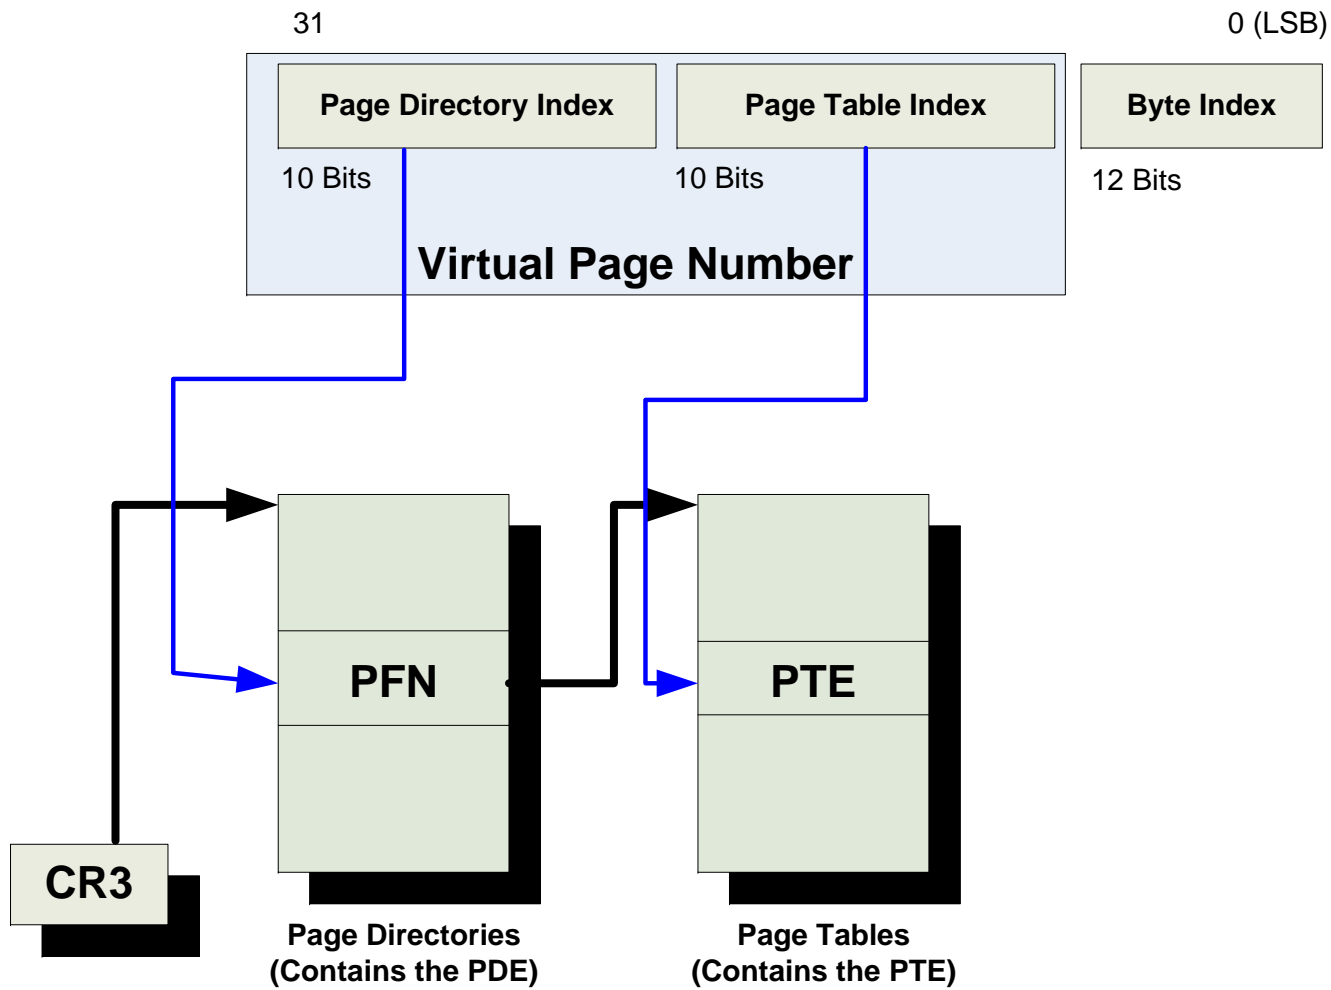 31
0 (LSB)
Page Directory Index
Page Table Index
Byte Index
10 Bits
10 Bits
12 Bits
Virtual Page Number
PFN
PTE
CR3
Page Directories
(Contains the PDE)
Page Tables
(Contains the PTE)